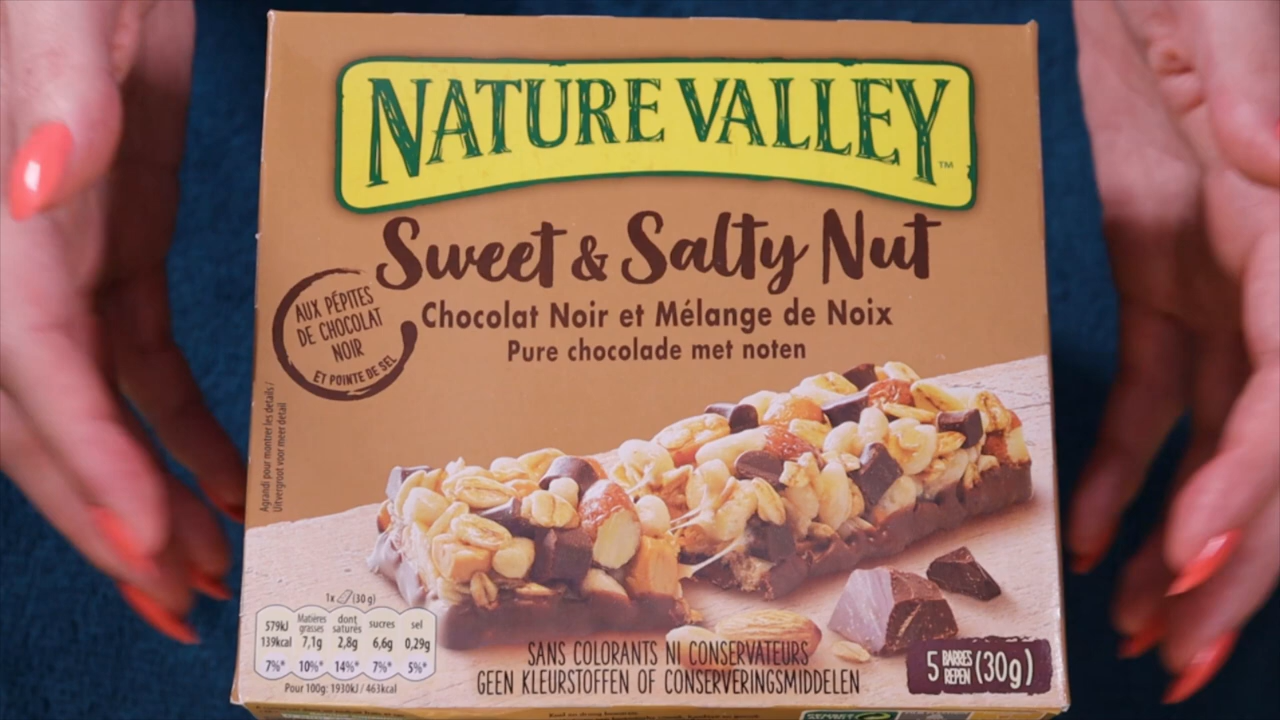 NATURE VALLEY
TM
Sweet & Salty Nut
Chocolat Noir et Mélange de Noix
Pure chocolade met noten
AUX PÉPITES
DE CHOCOLAT
NOIR
ET POINTE DE SEL
Agrandi pour montrer les détails /
Uitvergroot voor meer detail
1x (30 g)
579kJ
139kcal
7%*
Matières
grasses
7,1g
10%*
dont
saturés
2,8g
14%*
sucres
6,6g
7%*
sel
0,29g
5%*
Pour 100g: 1930kJ / 463kcal
SANS COLORANTS NI CONSERVATEURS
GEEN KLEURSTOFFEN OF CONSERVERINGSMIDDELEN
5 BARRES REPEN (30g)